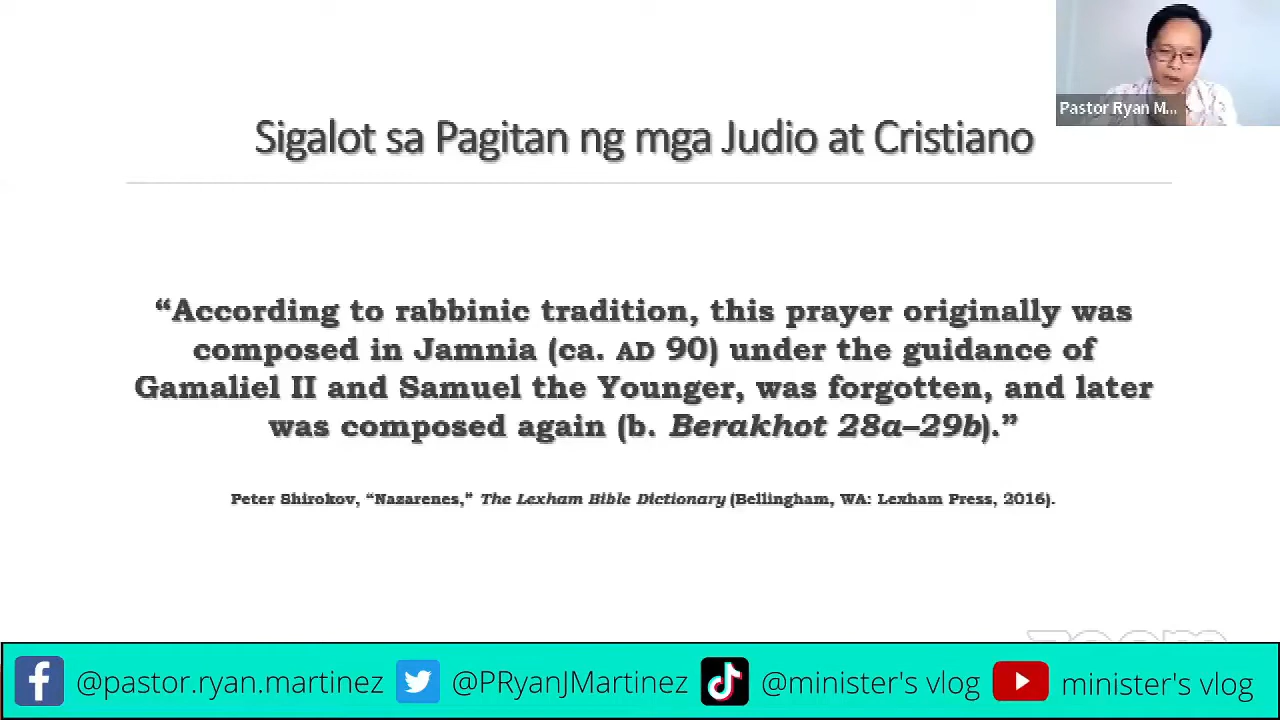 Pastor Ryan M...
Sigalot sa Pagitan ng mga Judio at Cristiano
“According to rabbinic tradition, this prayer originally was
composed in Jamnia (ca. AD 90) under the guidance of
Gamaliel II and Samuel the Younger, was forgotten, and later
was composed again (b. Berakhot 28a–29b).”
Peter Shirokov, “Nazarenes,” The Lexham Bible Dictionary (Bellingham, WA: Lexham Press, 2016).
zoom
@pastor.ryan.martinez @PRyanJMartinez @minister's vlog minister's vlog